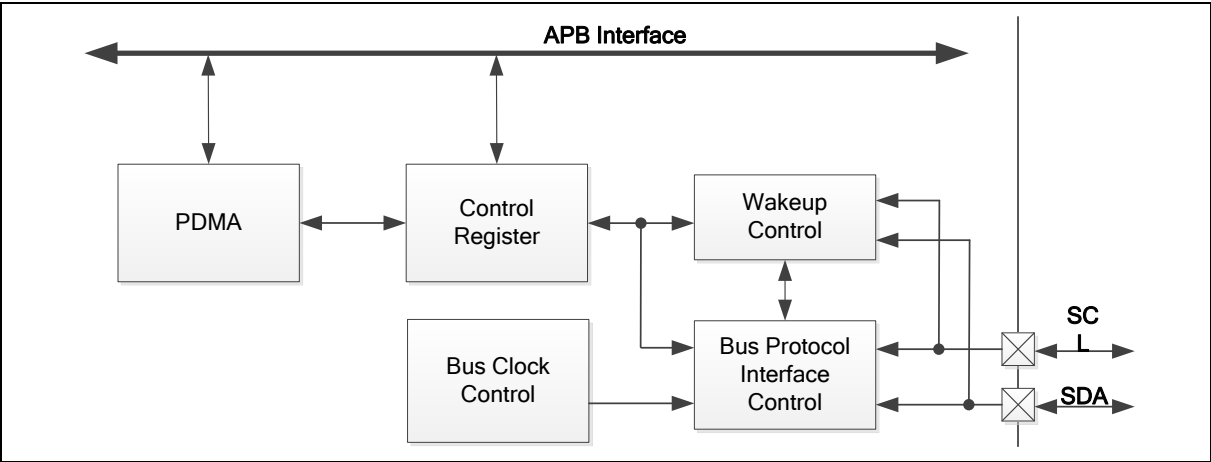 APB Interface
PDMA
Control
Register
Wakeup
Control
Bus Clock
Control
Bus Protocol
Interface
Control
SC
L
SDA